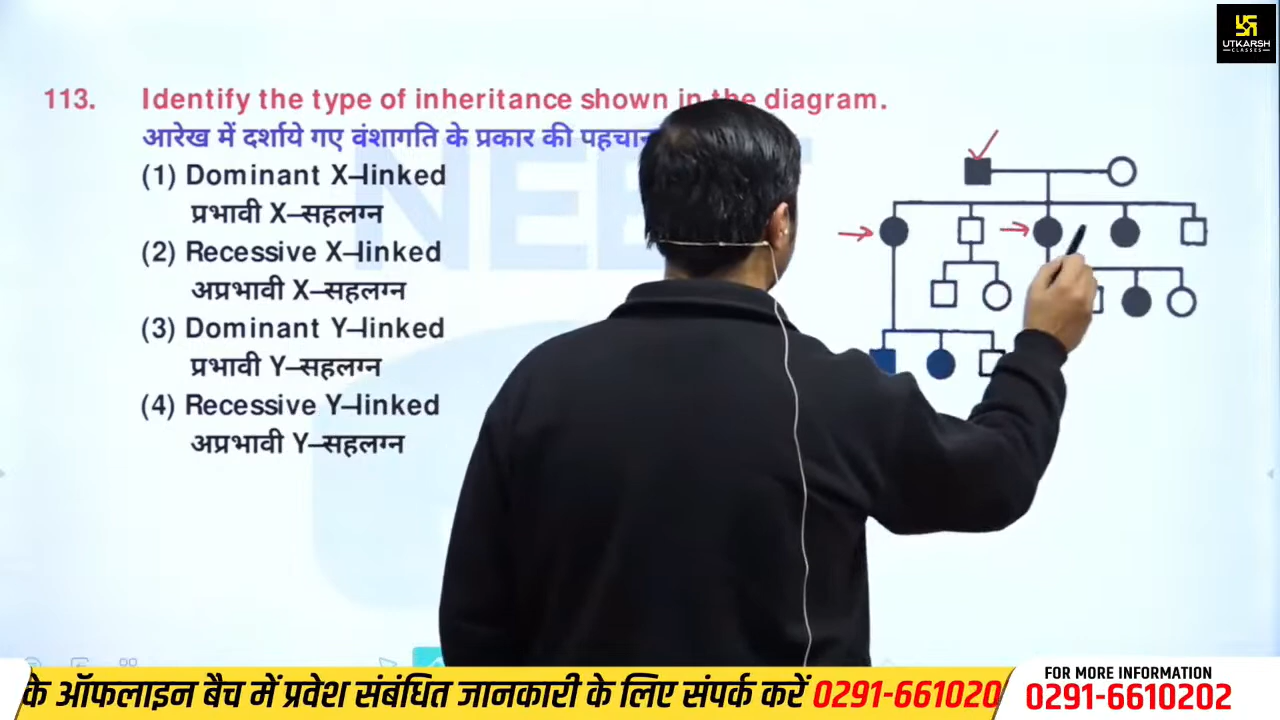 UTKARSH
CLASSES
113. Identify the type of inheritance shown in the diagram.
आरेख में दर्शाये गए वंशागति के प्रकार की
(1) Dominant X–linked
प्रभावी X–सहलग्न
(2) Recessive X–linked
अप्रभावी X–सहलग्न
(3) Dominant Y–linked
प्रभावी Y–सहलग्न
(4) Recessive Y–linked
अप्रभावी Y–सहलग्न
के ऑफलाइन बैच में प्रवेश संबंधित जानकारी के लिए संपर्क करें 0291-661020
FOR MORE INFORMATION
0291-6610202